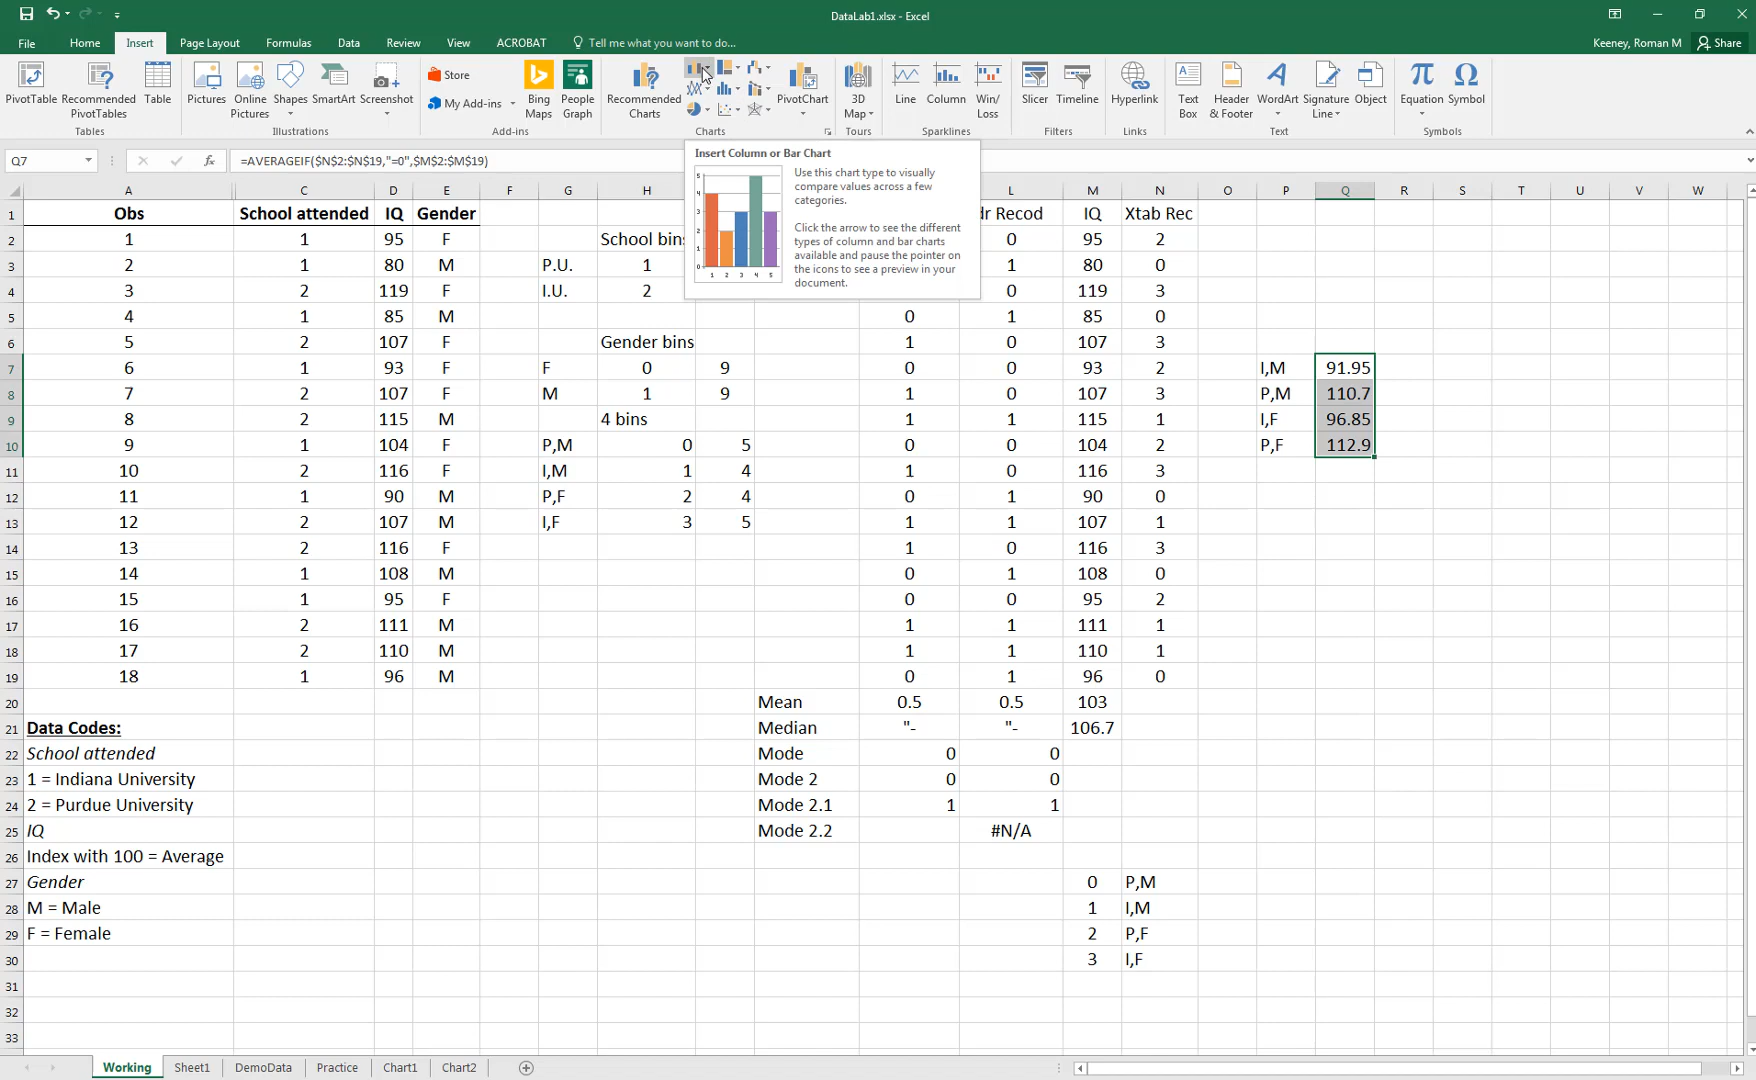 DataLab1.xlsx - Excel
File Home Insert Page Layout Formulas Data Review View ACROBAT Tell me what you want to do... Keeney, Roman M Share
PivotTable Recommended PivotTables Table Pictures Online Pictures Shapes SmartArt Screenshot Store My Add-ins Bing Maps People Graph Recommended Charts PivotChart 3D Map Line Column Win/Loss Slicer Timeline Hyperlink Text Box Header & Footer WordArt Signature Line Object Equation Symbol
Tables Illustrations Add-ins Charts Tours Sparklines Filters Links Text Symbols
Q7 fx =AVERAGEIF($N$2:$N$19,"=0",$M$2:$M$19)
Insert Column or Bar Chart
Use this chart type to visually
compare values across a few
categories.
Click the arrow to see the different
types of column and bar charts
available and pause the pointer on
the icons to see a preview in your
document.
5
4
3
2
1
0
1 2 3 4 5
A C D E F G H L M N O P Q R S T U V W
1 Obs School attended IQ Gender dr Recod IQ Xtab Rec
2 1 1 95 F School bins 0 95 2
3 2 1 80 M P.U. 1 1 80 0
4 3 2 119 F I.U. 2 0 119 3
5 4 1 85 M 0 1 85 0
6 5 2 107 F Gender bins 1 0 107 3
7 6 1 93 F F 0 9 0 0 93 2 I,M 91.95
8 7 2 107 F M 1 9 1 0 107 3 P,M 110.7
9 8 2 115 M 4 bins 1 1 115 1 I,F 96.85
10 9 1 104 F P,M 0 5 0 0 104 2 P,F 112.9
11 10 2 116 F I,M 1 4 1 0 116 3
12 11 1 90 M P,F 2 4 0 1 90 0
13 12 2 107 M I,F 3 5 1 1 107 1
14 13 2 116 F 1 0 116 3
15 14 1 108 M 0 1 108 0
16 15 1 95 F 0 0 95 2
17 16 2 111 M 1 1 111 1
18 17 2 110 M 1 1 110 1
19 18 1 96 M 0 1 96 0
20 Mean 0.5 0.5 103
21 Data Codes: Median "- "- 106.7
22 School attended Mode 0 0
23 1 = Indiana University Mode 2 0 0
24 2 = Purdue University Mode 2.1 1 1
25 IQ Mode 2.2 #N/A
26 Index with 100 = Average
27 Gender 0 P,M
28 M = Male 1 I,M
29 F = Female 2 P,F
30 3 I,F
31
32
33
Working Sheet1 DemoData Practice Chart1 Chart2